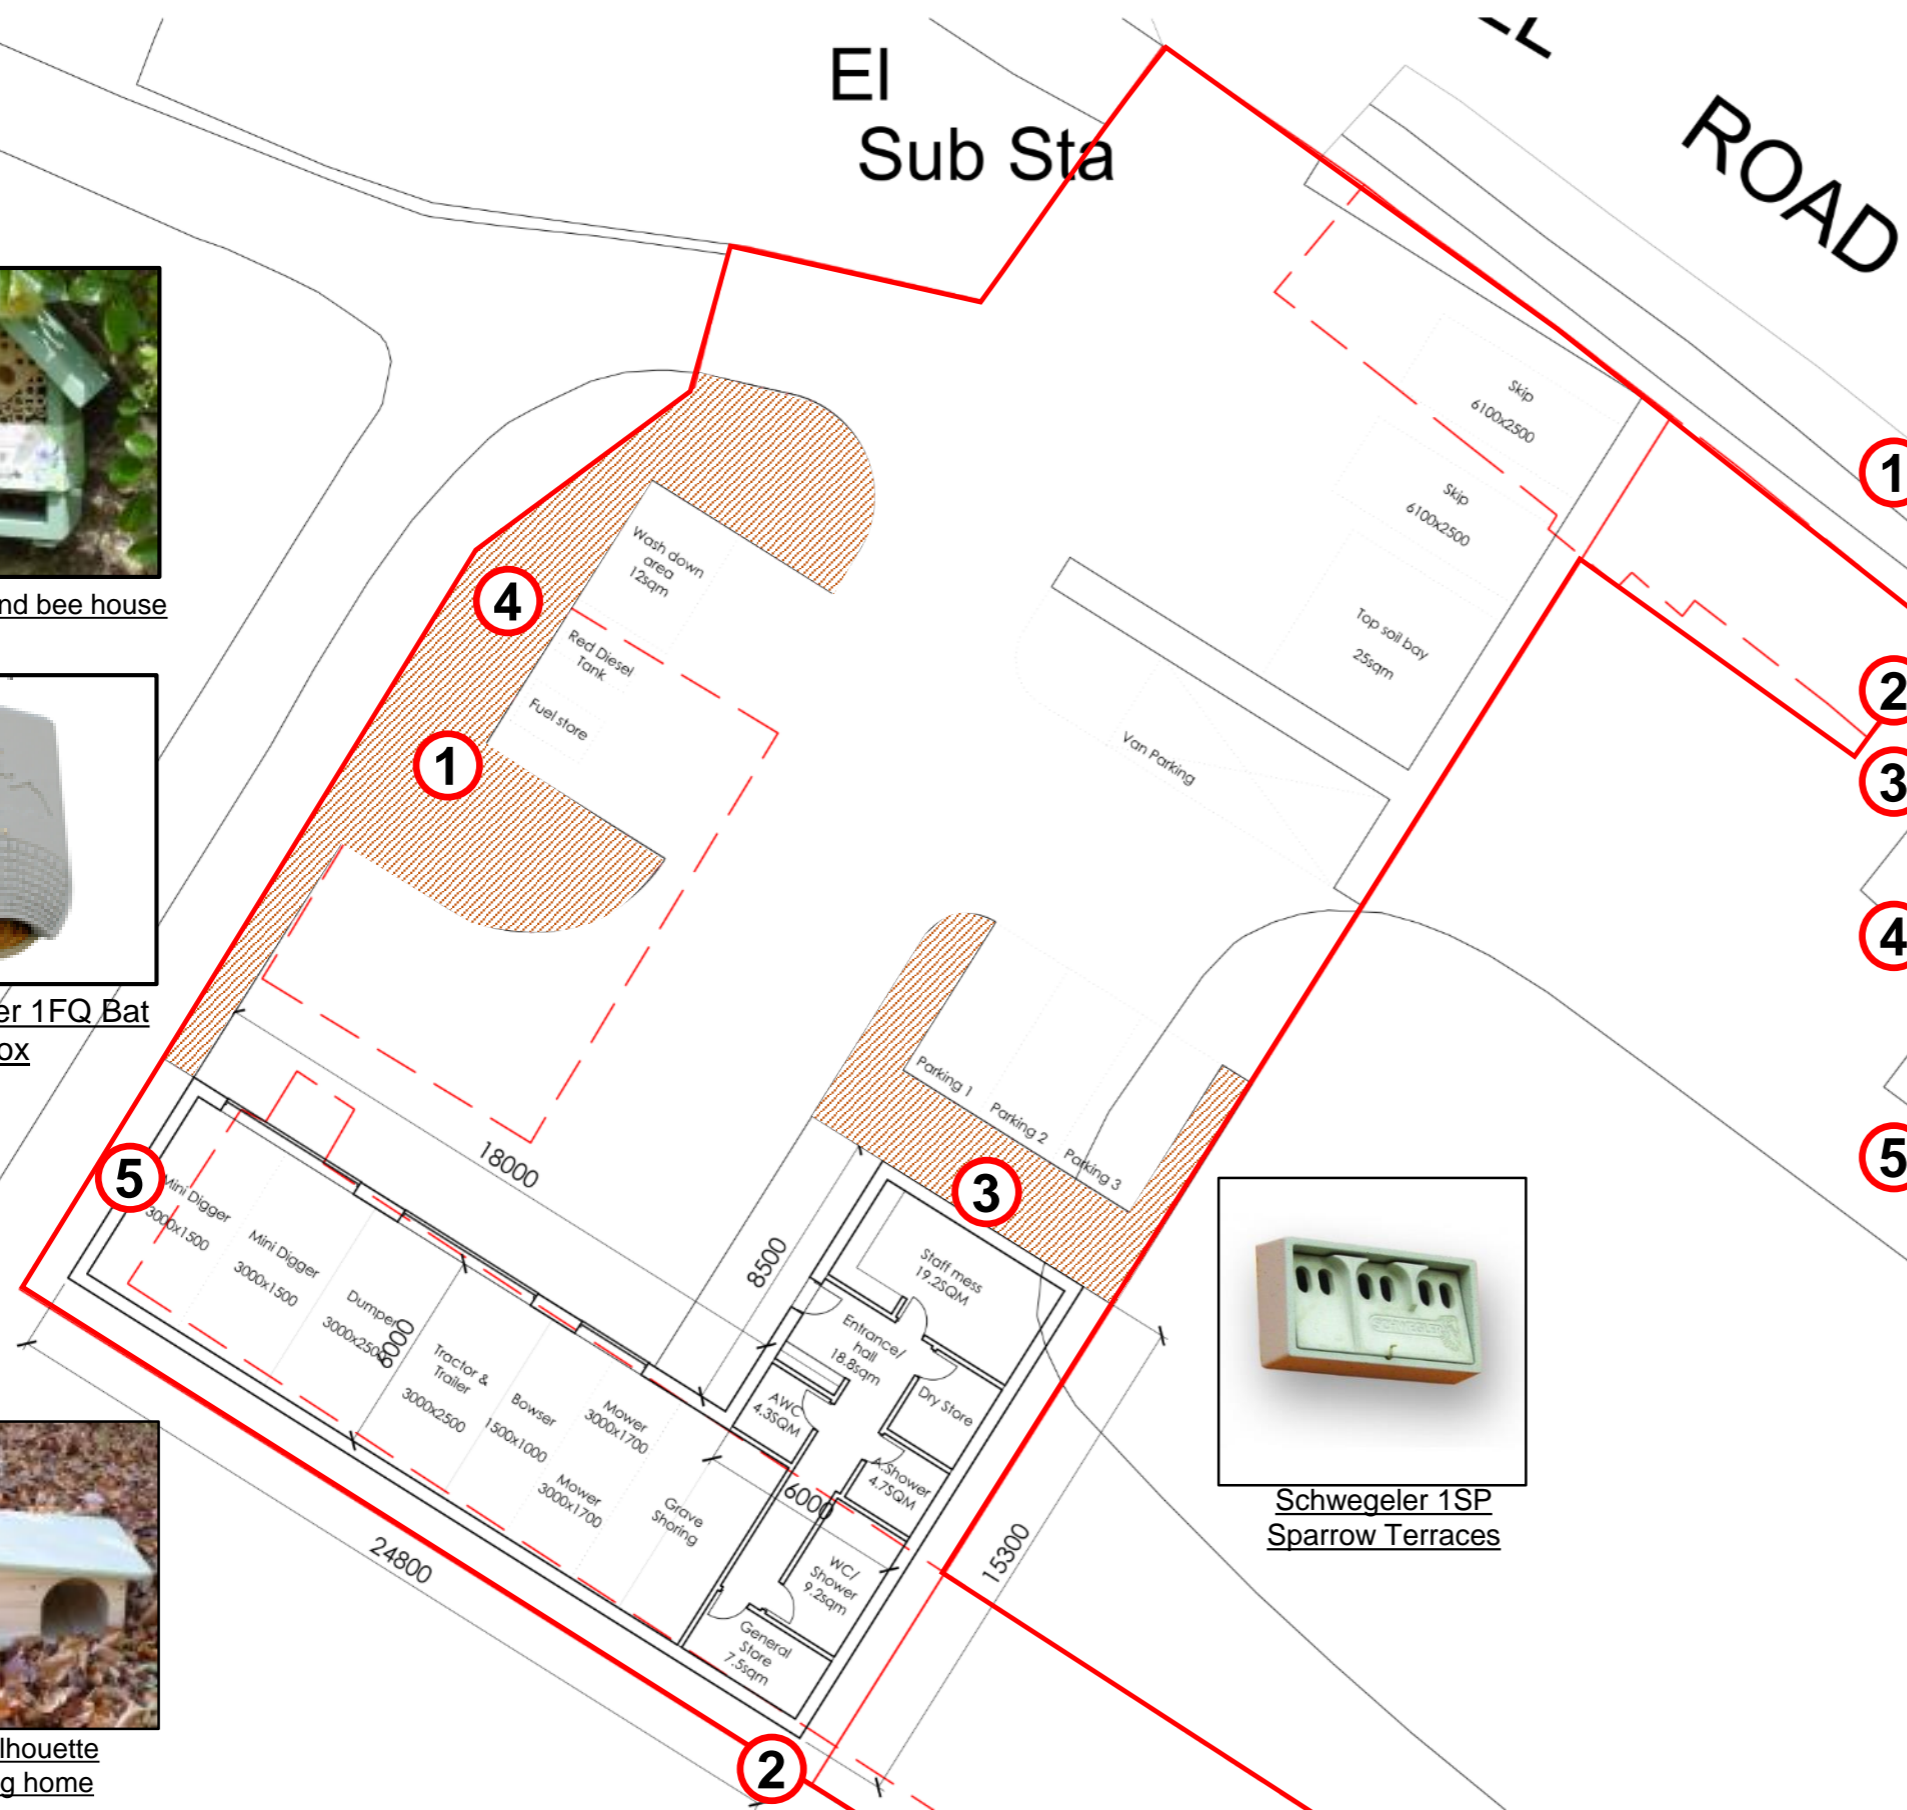 El
Sub Sta
ROAD
nd bee house
er 1FQ Bat
ox
lhouette
g home
Schwegeler 1SP
Sparrow Terraces
Skip
6100x2500
Skip
6100x2500
Top soil bay
25sqm
Van Parking
Wash down
area
12sqm
Red Diesel
Tank
Fuel store
4
1
5
3
2
1
2
3
4
5
Parking 1
Parking 2
Parking 3
18000
8500
6000
6000
24800
15300
Mini Digger
3000x1500
Mini Digger
3000x1500
Dumper
3000x2500
Tractor &
Trailer
3000x2500
Bowser
1500x1000
Mower
3000x1700
Mower
3000x1700
Grave
Shoring
Staff mess
19.2SQM
Entrance/
hall
18.8sqm
AWC
4.3SQM
Dry Store
A.Shower
4.7SQM
WC/
Shower
9.2sqm
General
Store
7.5sqm